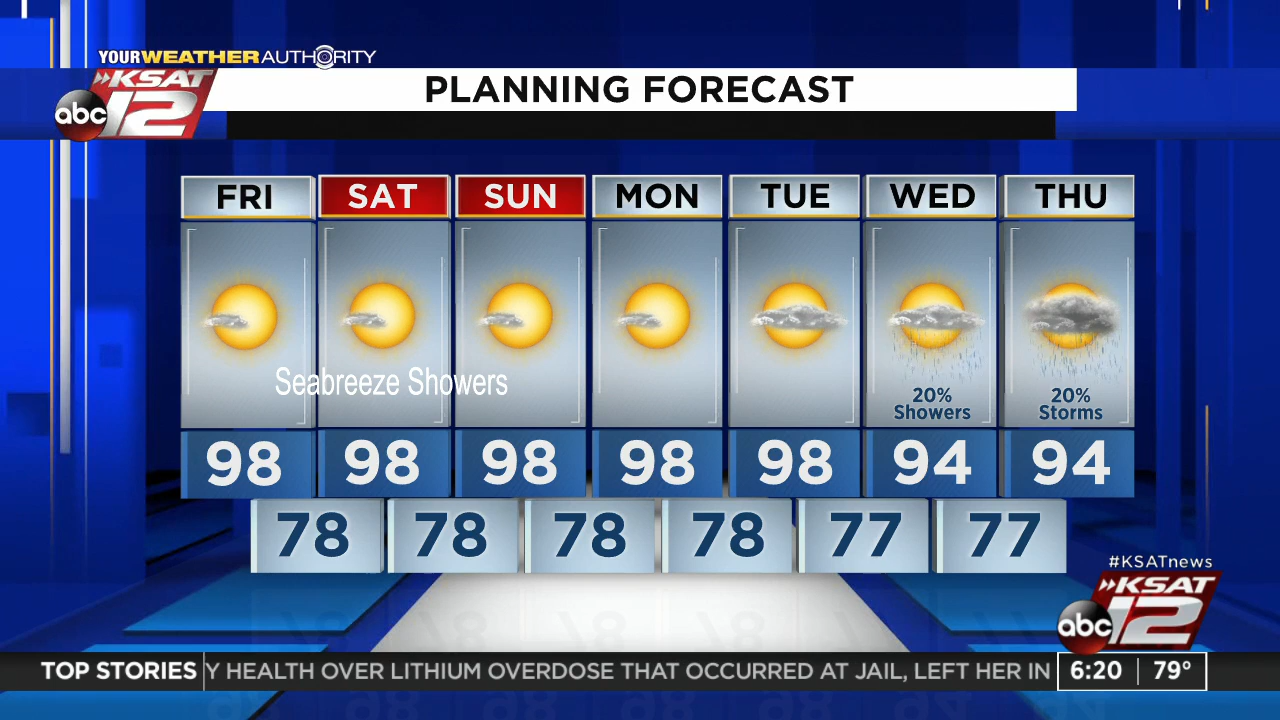 YOURWEATHERAUTHORITY
KSAT
abc 12
PLANNING FORECAST
FRI SAT SUN MON TUE WED THU
Seabreeze Showers
20% 20%
Showers Storms
98 98 98 98 98 94 94
78 78 78 78 77 77
#KSATnews
KSAT
abc 12
TOP STORIES Y HEALTH OVER LITHIUM OVERDOSE THAT OCCURRED AT JAIL, LEFT HER IN 6:20 79°